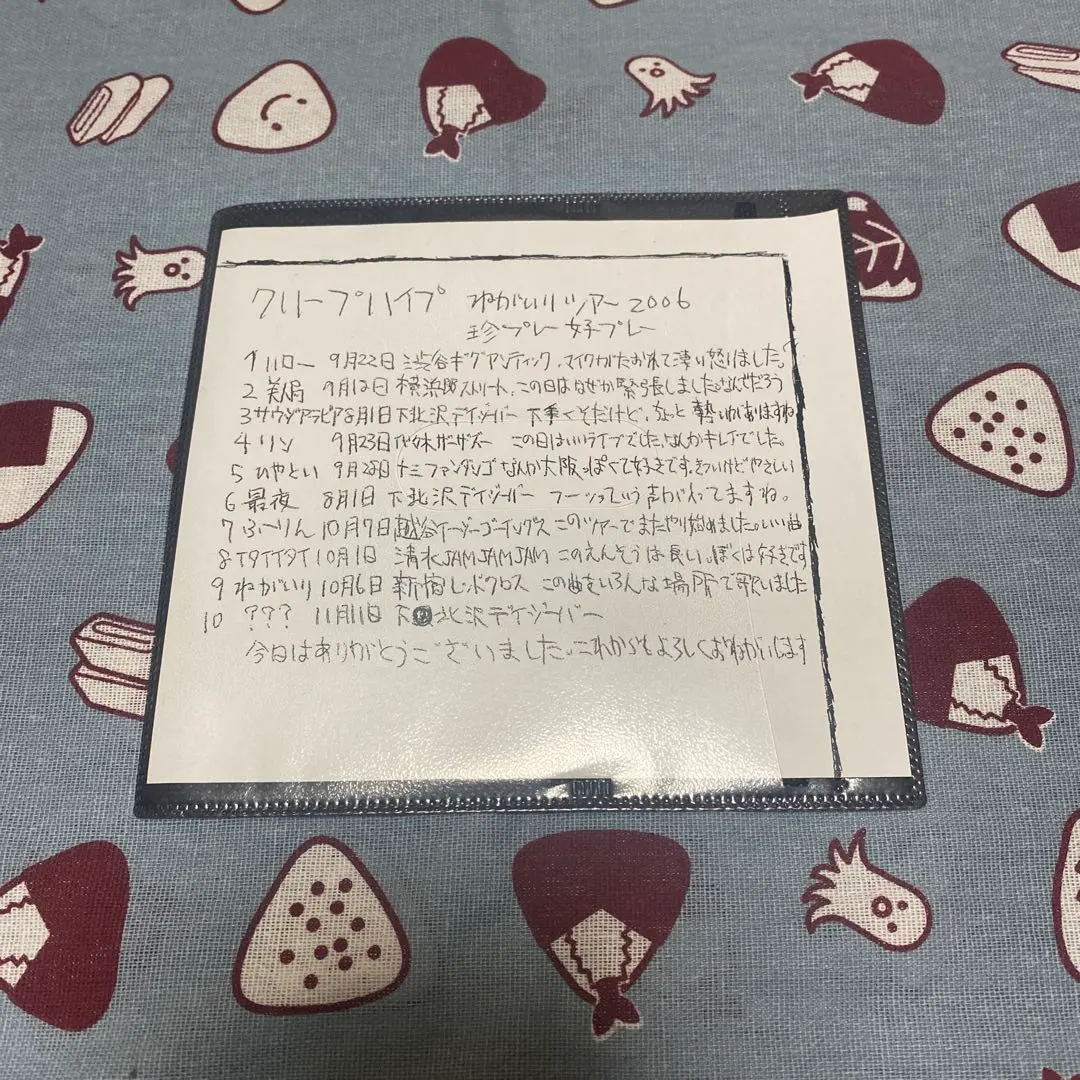 クリープハイプ ねがいりツアー2006
珍プレー好プレー
1 ハロー 9月22日 渋谷ギグアンティック、マイクがたおれて凄い怒りました。
2 美局 9月12日 横浜 ストリート、この日はなぜか緊張しました。なんでだろう
3 サウダアラビア 8月1日 下北沢デイジーバー 下手くそだけど、ちょっと勢いがありますね
4 リン 9月23日 代々木ザーザズー この日はいいライブでした。なんかキレイでした。
5 ひやとい 9月28日 十三ファンダンゴ なんか大阪っぽくて好きです。きついけどやさしい
6 最夜 8月1日 下北沢デイジーバー フーッっていう声が入ってますね。
7 ふーりん 10月7日 越谷イージーゴーイングス このツアーでまたやり始めました。いい曲
8 イタイイタイ 10月1日 清水JAMJAMJAM このえんそうは長い。ぼくは好きです
9 ねがいり 10月6日 新宿レッドクロス この曲をいろんな場所で歌いました
10 ??? 11月11日 下北沢デイジーバー
今日はありがとうございました。これからもよろしくおねがいします